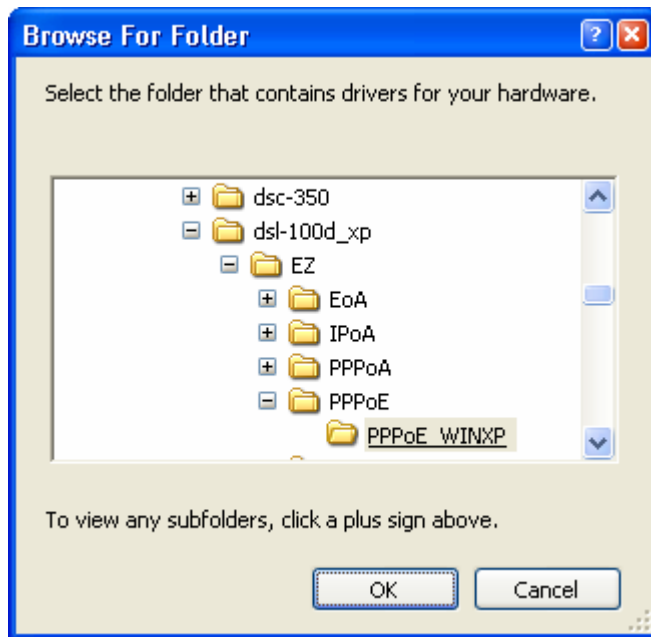 Browse For Folder
Select the folder that contains drivers for your hardware.
dsc-350
dsl-100d_xp
EZ
EoA
IPoA
PPPoA
PPPoE
PPPoE_WINXP
To view any subfolders, click a plus sign above.
OK Cancel